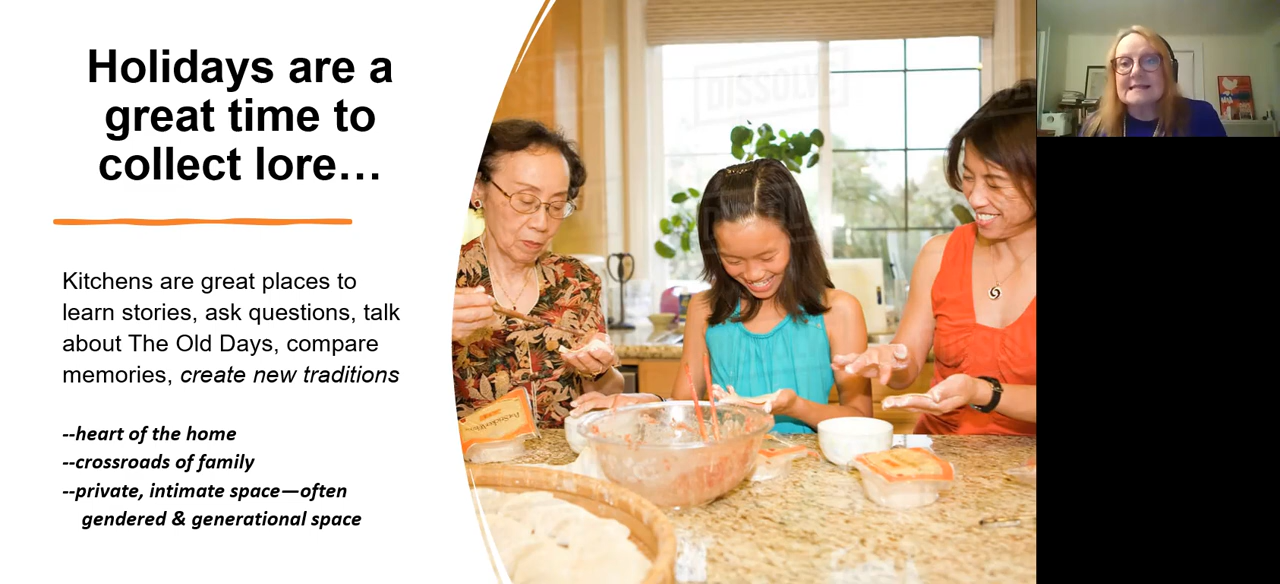 Holidays are a
great time to
collect lore…
Kitchens are great places to
learn stories, ask questions, talk
about The Old Days, compare
memories, create new traditions
--heart of the home
--crossroads of family
--private, intimate space—often
gendered & generational space
DISSOLVE